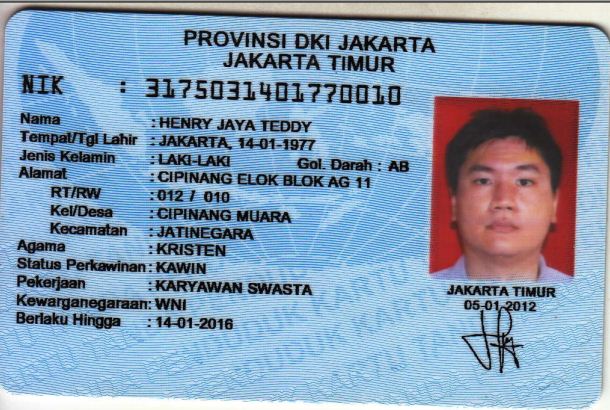 PROVINSI DKI JAKARTA
JAKARTA TIMUR
NIK : 3175031401770010
Nama : HENRY JAYA TEDDY
Tempat/Tgl Lahir : JAKARTA, 14-01-1977
Jenis Kelamin : LAKI-LAKI Gol. Darah : AB
Alamat : CIPINANG ELOK BLOK AG 11
RT/RW : 012 / 010
Kel/Desa : CIPINANG MUARA
Kecamatan : JATINEGARA
Agama : KRISTEN
Status Perkawinan: KAWIN
Pekerjaan : KARYAWAN SWASTA
Kewarganegaraan: WNI
Berlaku Hingga : 14-01-2016
JAKARTA TIMUR
05-01-2012